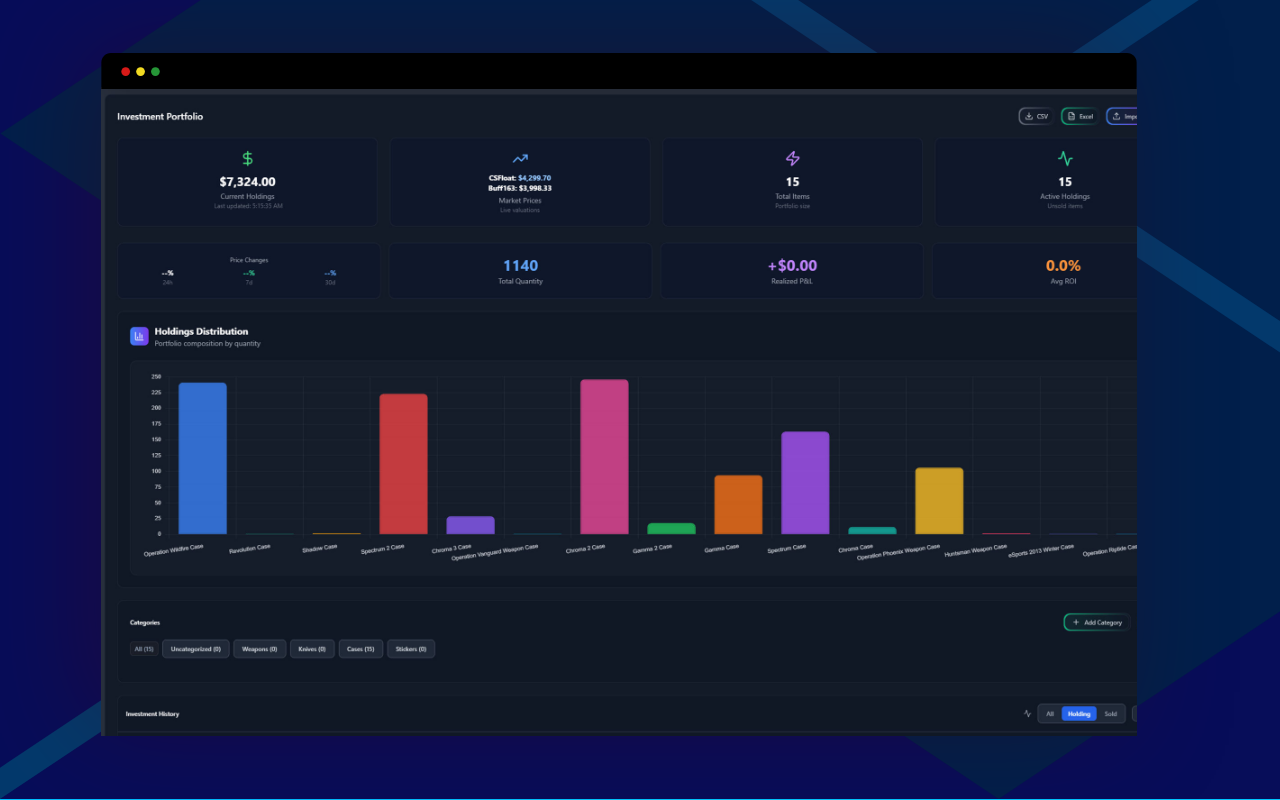 Investment Portfolio
CSV
Excel
Impo
$7,324.00
Current Holdings
Last updated: 5:15:35 AM
CSFloat: $4,299.70
Buff163: $3,998.33
Market Prices
Live valuations
15
Total Items
Portfolio size
15
Active Holdings
Unsold items
Price Changes
--%
24h
--%
7d
--%
30d
1140
Total Quantity
+$0.00
Realized P&L
0.0%
Avg ROI
Holdings Distribution
Portfolio composition by quantity
250
225
200
175
150
125
100
75
50
25
0
Operation Wildfire Case
Revolution Case
Shadow Case
Spectrum 2 Case
Chroma 3 Case
Operation Vanguard Weapon Case
Chroma 2 Case
Gamma 2 Case
Gamma Case
Spectrum Case
Chroma Case
Operation Phoenix Weapon Case
Huntsman Weapon Case
eSports 2013 Winter Case
Operation Riptide Cas
Categories
Add Category
All (15)
Uncategorized (0)
Weapons (0)
Knives (0)
Cases (15)
Stickers (0)
Investment History
All
Holding
Sold